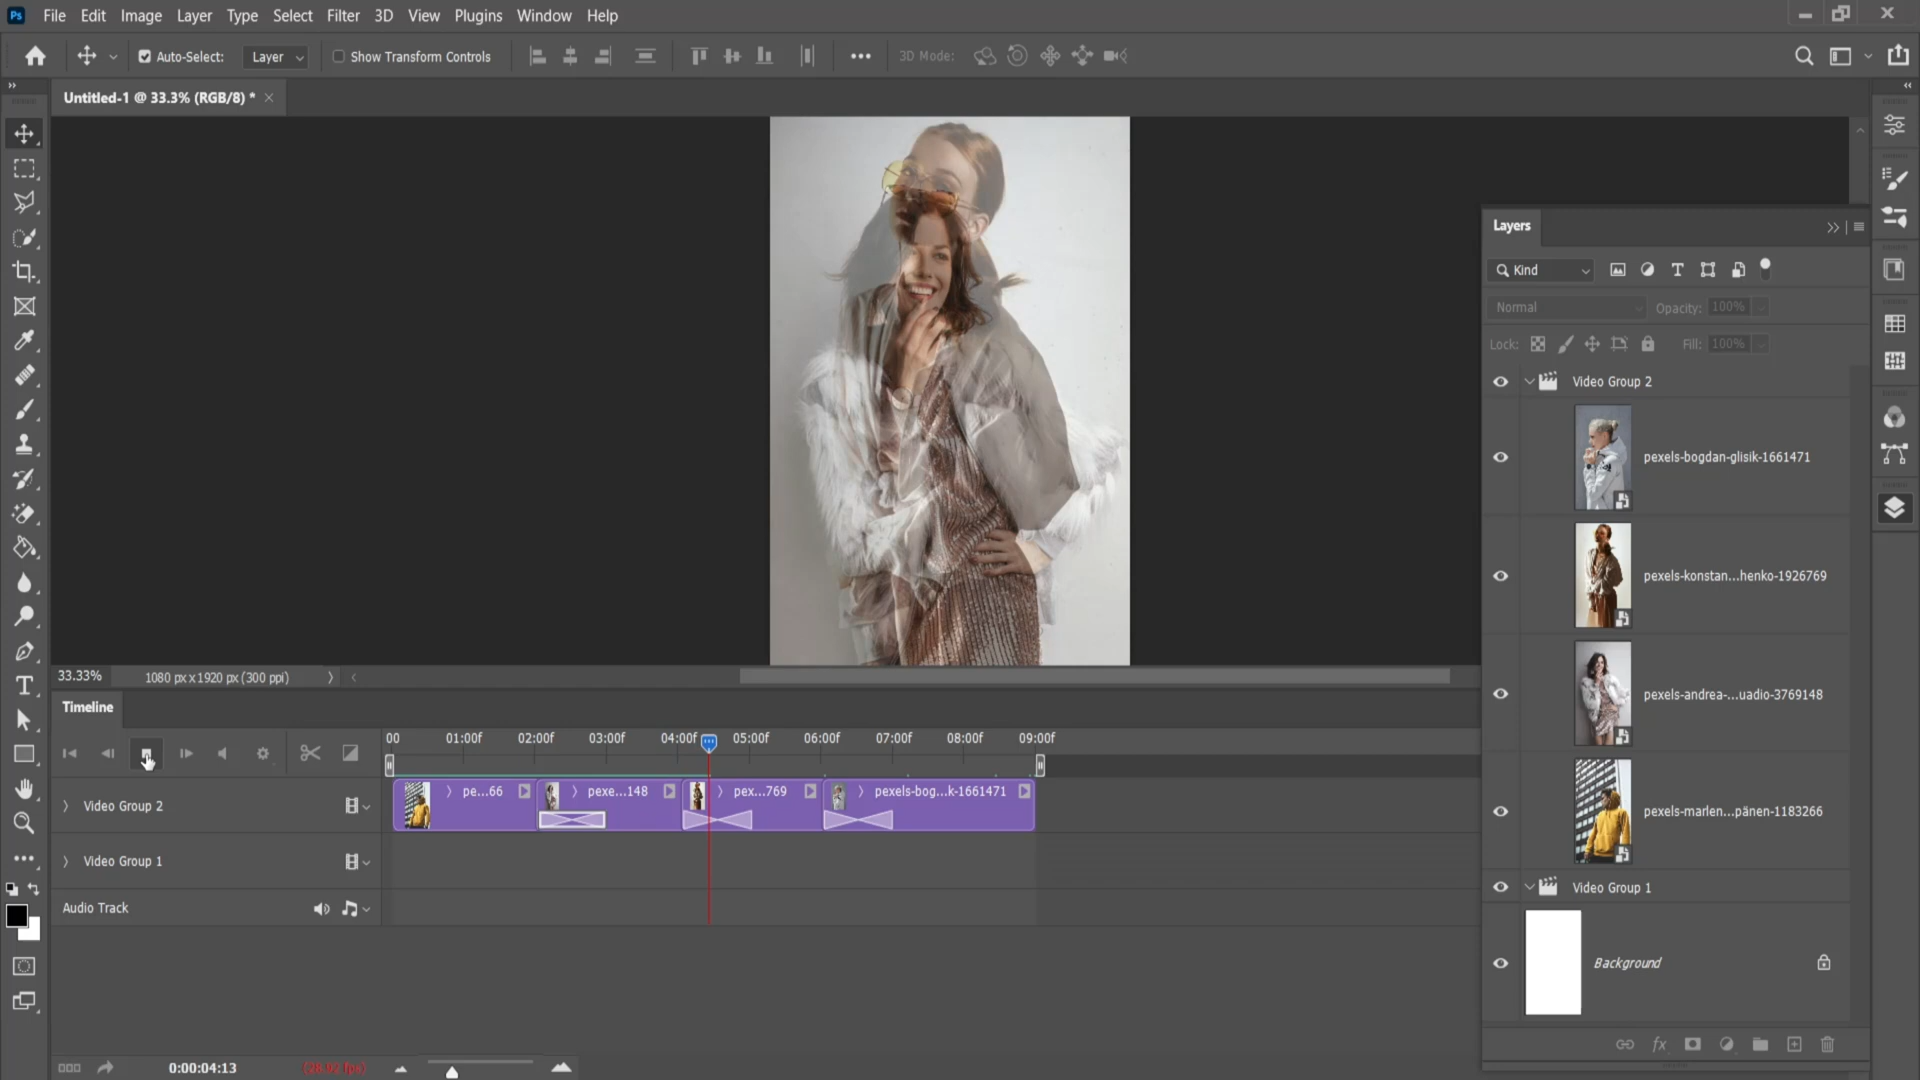 Ps File Edit Image Layer Type Select Filter 3D View Plugins Window Help
Auto-Select: Layer Show Transform Controls 3D Mode:
Untitled-1 @ 33.3% (RGB/8) *
Layers
Kind
Normal Opacity: 100%
Lock: Fill: 100%
Video Group 2
pexels-bogdan-glisik-1661471
pexels-konstan...henko-1926769
pexels-andrea-...uadio-3769148
pexels-marlen...pänen-1183266
Video Group 1
Background
33.33% 1080 px x 1920 px (300 ppi)
Timeline
00 01:00f 02:00f 03:00f 04:00f 05:00f 06:00f 07:00f 08:00f 09:00f
Video Group 2 pe...66 pexe...148 pex...769 pexels-bog...k-1661471
Video Group 1
Audio Track
0:00:04:13 (28.92 fps)